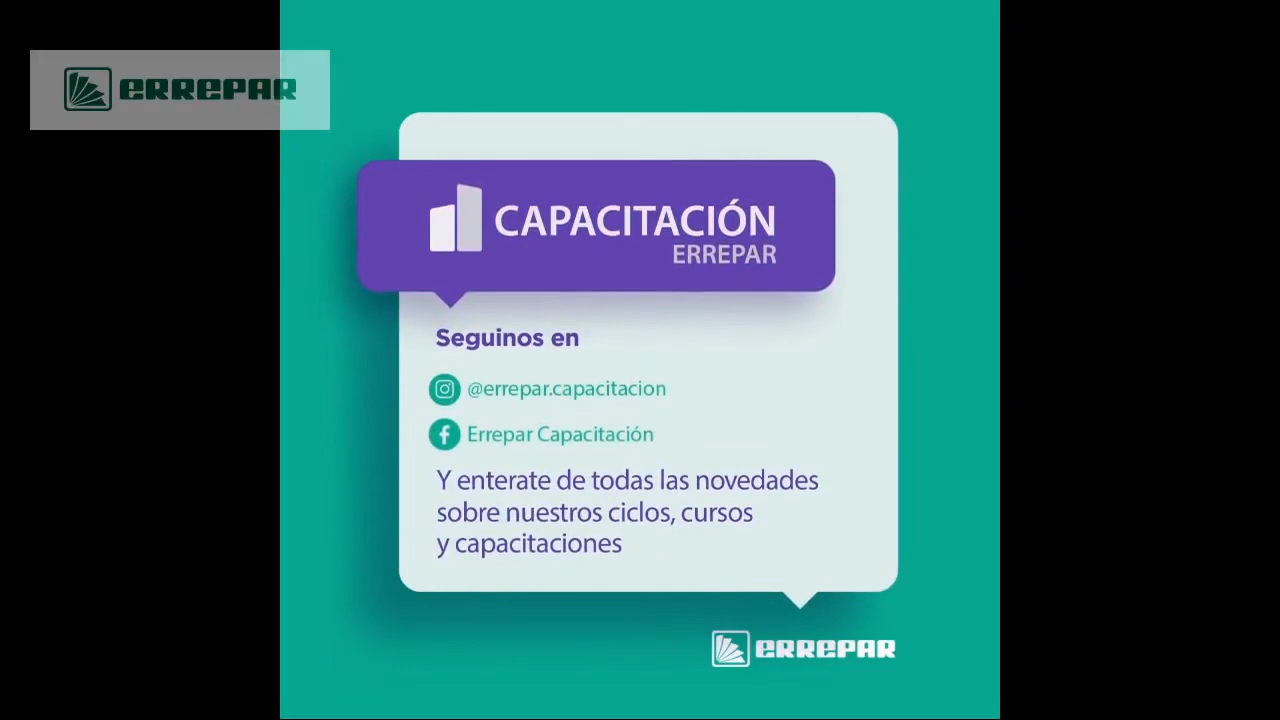 ERREPAR
CAPACITACIÓN
ERREPAR
Seguinos en
@errepar.capacitacion
Errepar Capacitación
Y enterate de todas las novedades
sobre nuestros ciclos, cursos
y capacitaciones
ERREPAR